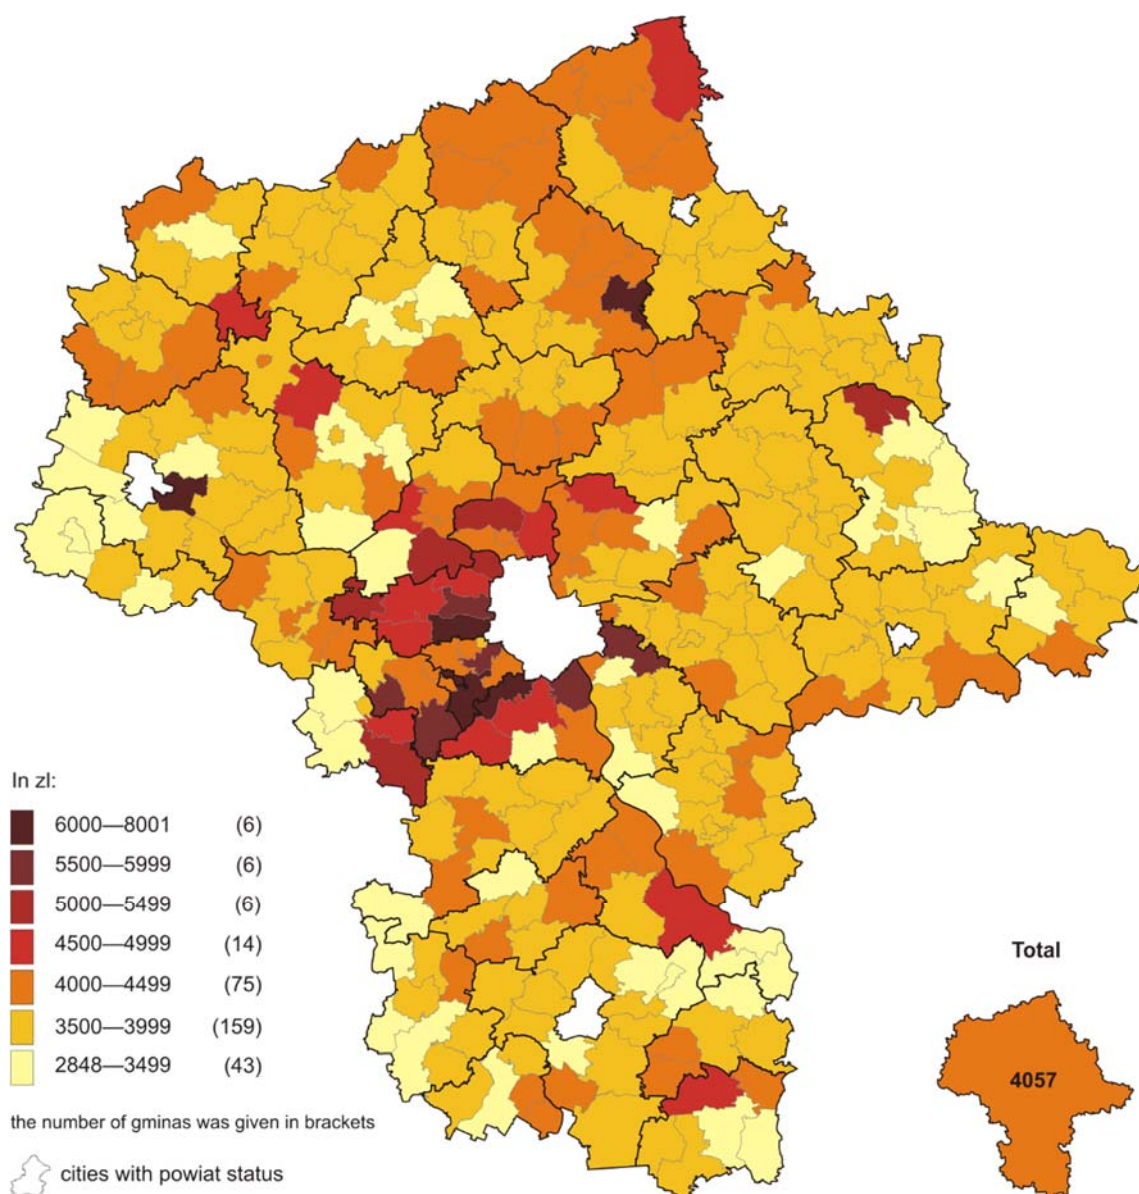 In zl:
6000—8001 (6)
5500—5999 (6)
5000—5499 (6)
4500—4999 (14)
4000—4499 (75)
3500—3999 (159)
2848—3499 (43)
the number of gminas was given in brackets
cities with powiat status
Total
4057